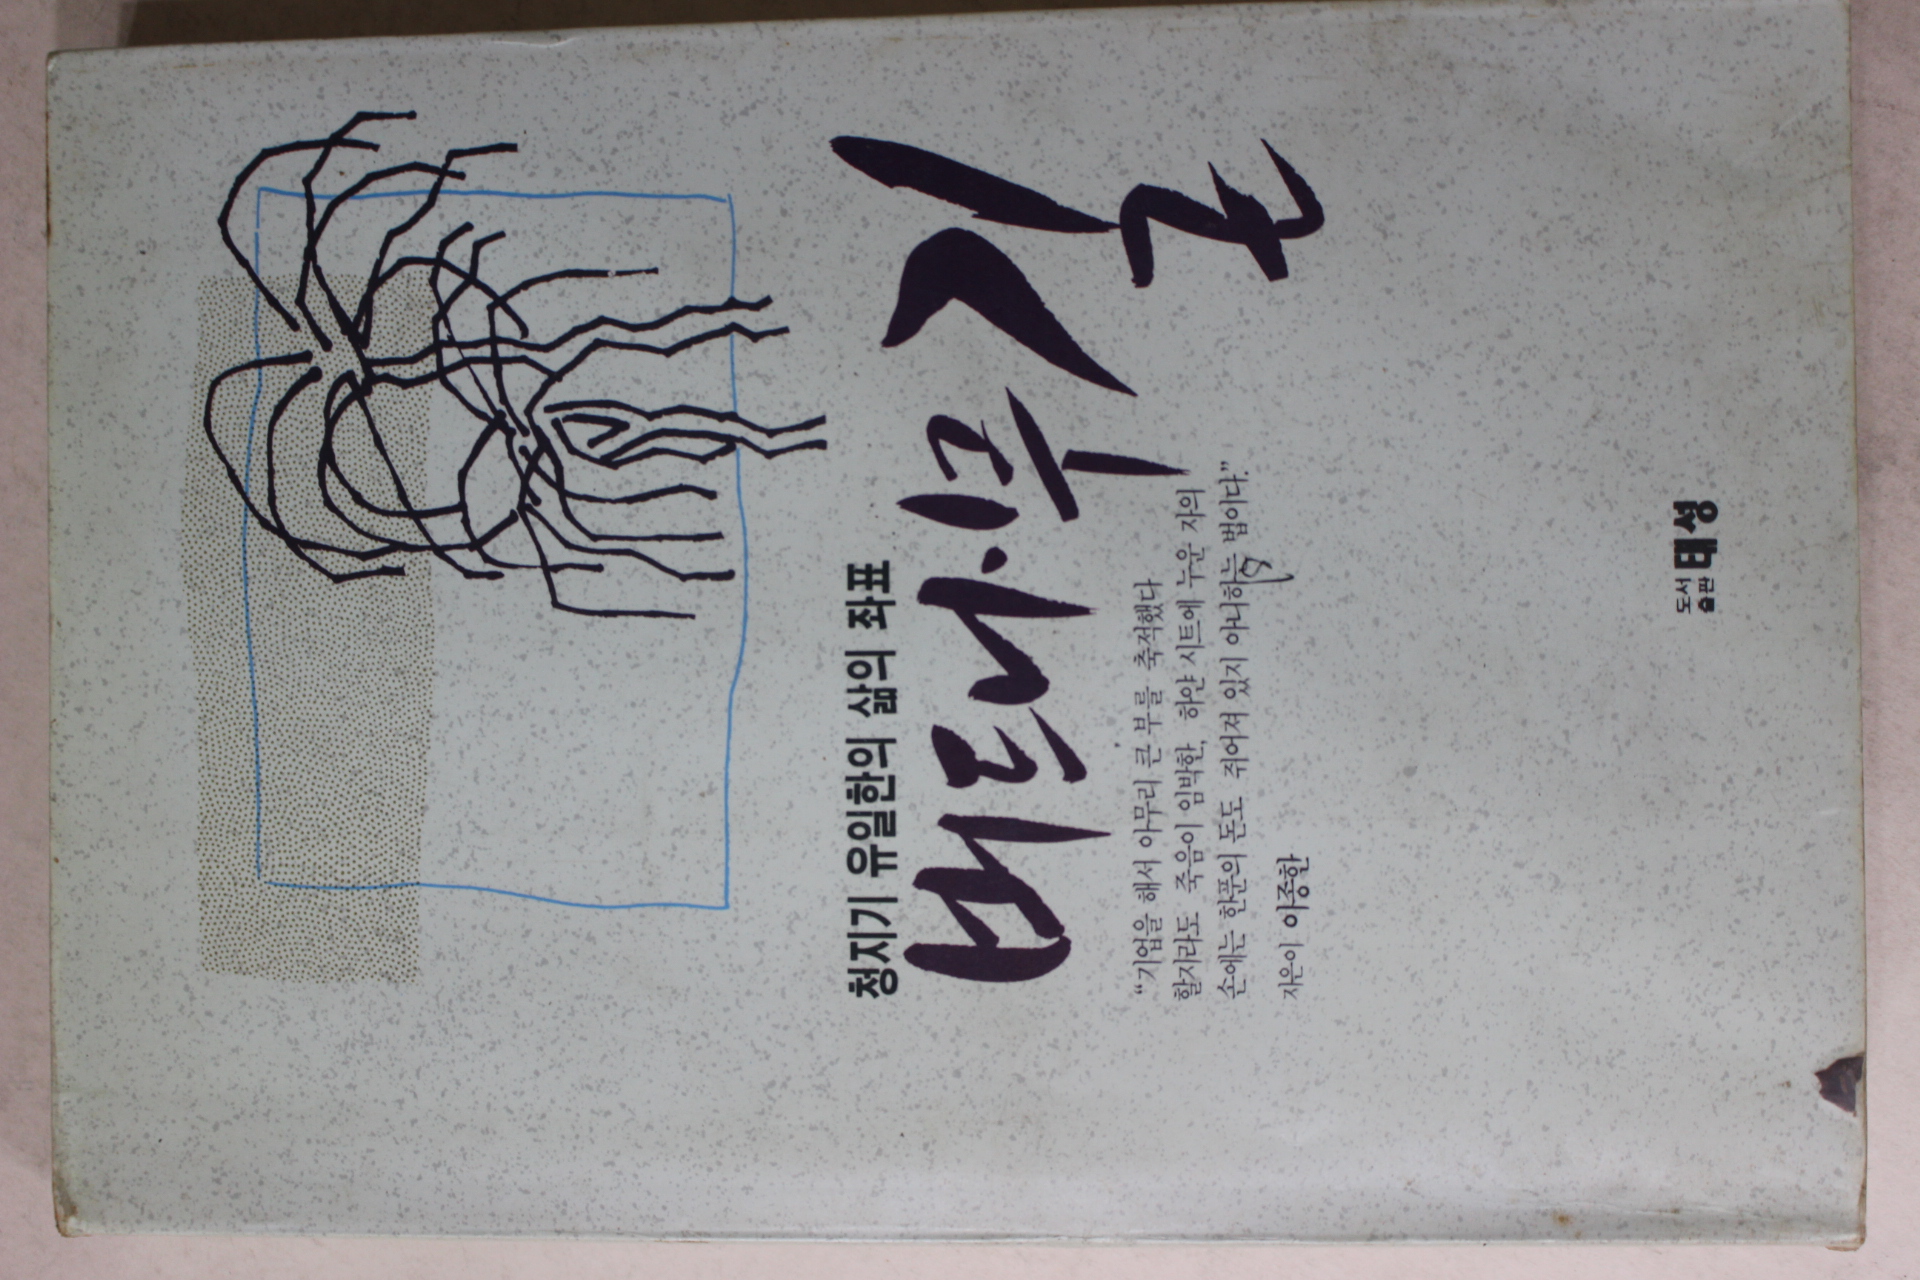 청지기 유일한의 삶의 좌표
버드나무 길
“기업을 해서 아무리 큰 부를 축적했다
할지라도 죽음이 임박한, 하얀 시트에 누운 자의
손에는 한푼의 돈도 쥐어져 있지 아니하는 법이다.”
지은이 이종한
도서출판 태성